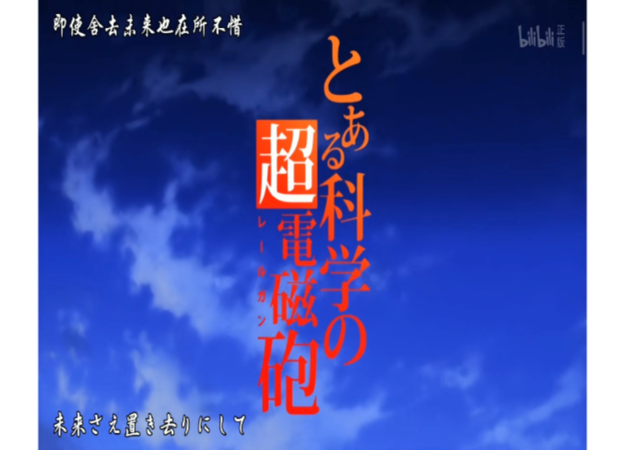 即使舍去未来也在所不惜
bilibili 正版
とある科学の
超電磁砲
レールガン
未来さえ置き去りにして